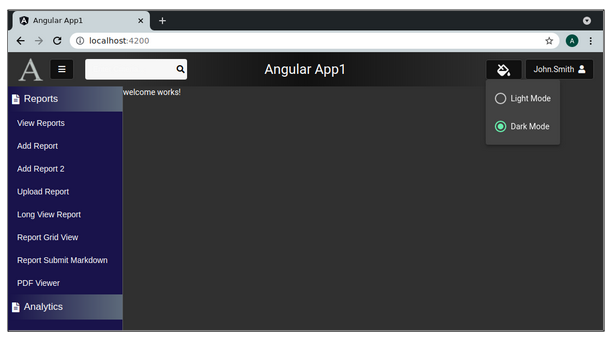 Angular App1
localhost:4200
A
A
Angular App1
John.Smith
Reports
welcome works!
Light Mode
View Reports
Dark Mode
Add Report
Add Report 2
Upload Report
Long View Report
Report Grid View
Report Submit Markdown
PDF Viewer
Analytics